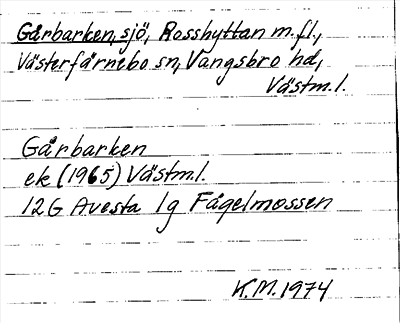 Gårbarken, sjö, Rosshyttan m.fl.,
Västerfärnebo sn, Vangsbro hd,
Västm.l.
Gårbarken
ek (1965) Västm.l.
12G Avesta 1g Fågelmossen
K.M. 1974